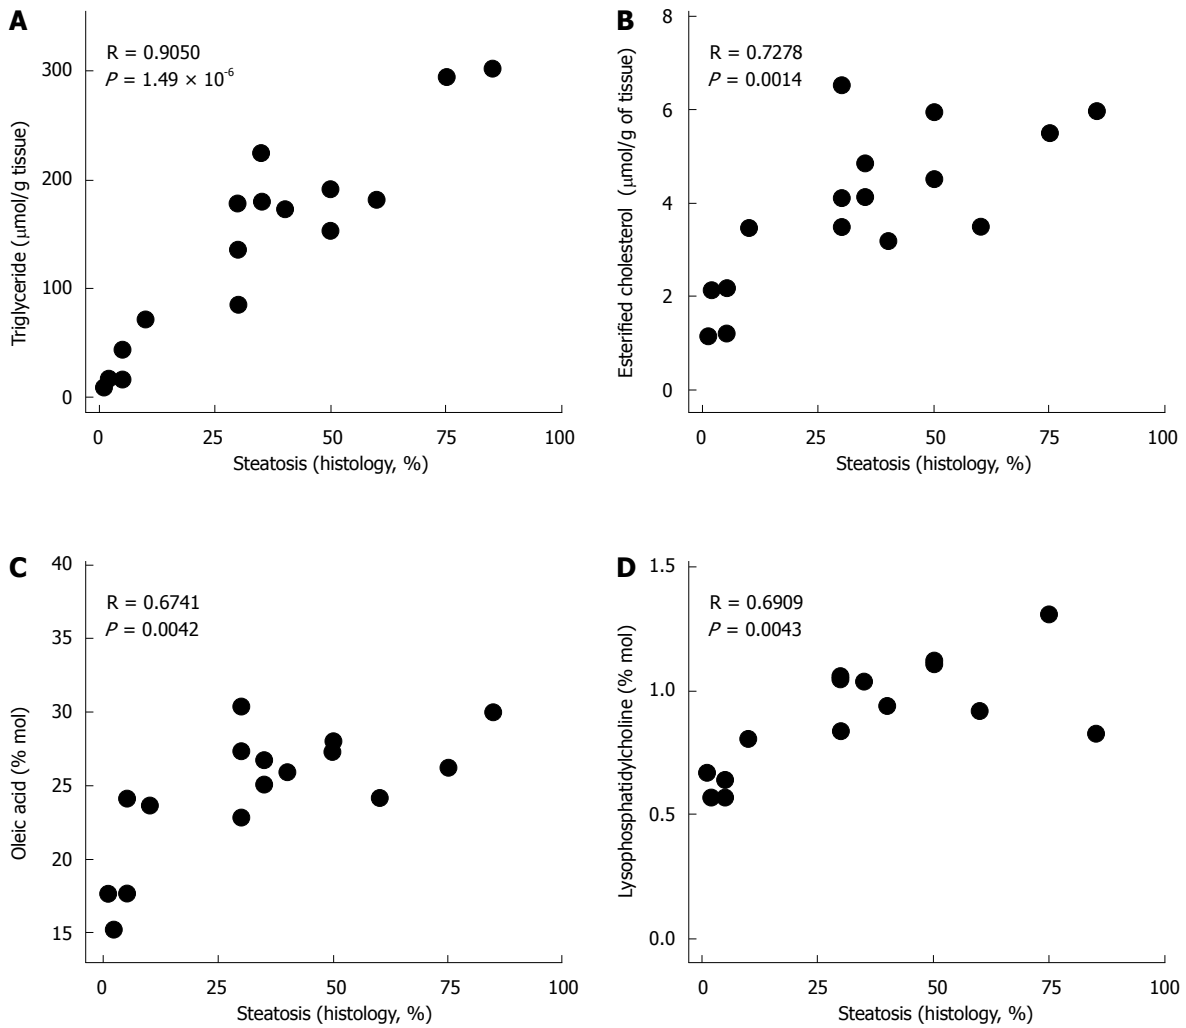 A
R = 0.9050
P = 1.49 × 10⁻⁶
Triglyceride (μmol/g tissue)
300
200
100
0
0 25 50 75 100
Steatosis (histology, %)
B
R = 0.7278
P = 0.0014
Esterified cholesterol (μmol/g of tissue)
8
6
4
2
0
0 25 50 75 100
Steatosis (histology, %)
C
R = 0.6741
P = 0.0042
Oleic acid (% mol)
40
35
30
25
20
15
0 25 50 75 100
Steatosis (histology, %)
D
R = 0.6909
P = 0.0043
Lysophosphatidylcholine (% mol)
1.5
1.0
0.5
0.0
0 25 50 75 100
Steatosis (histology, %)